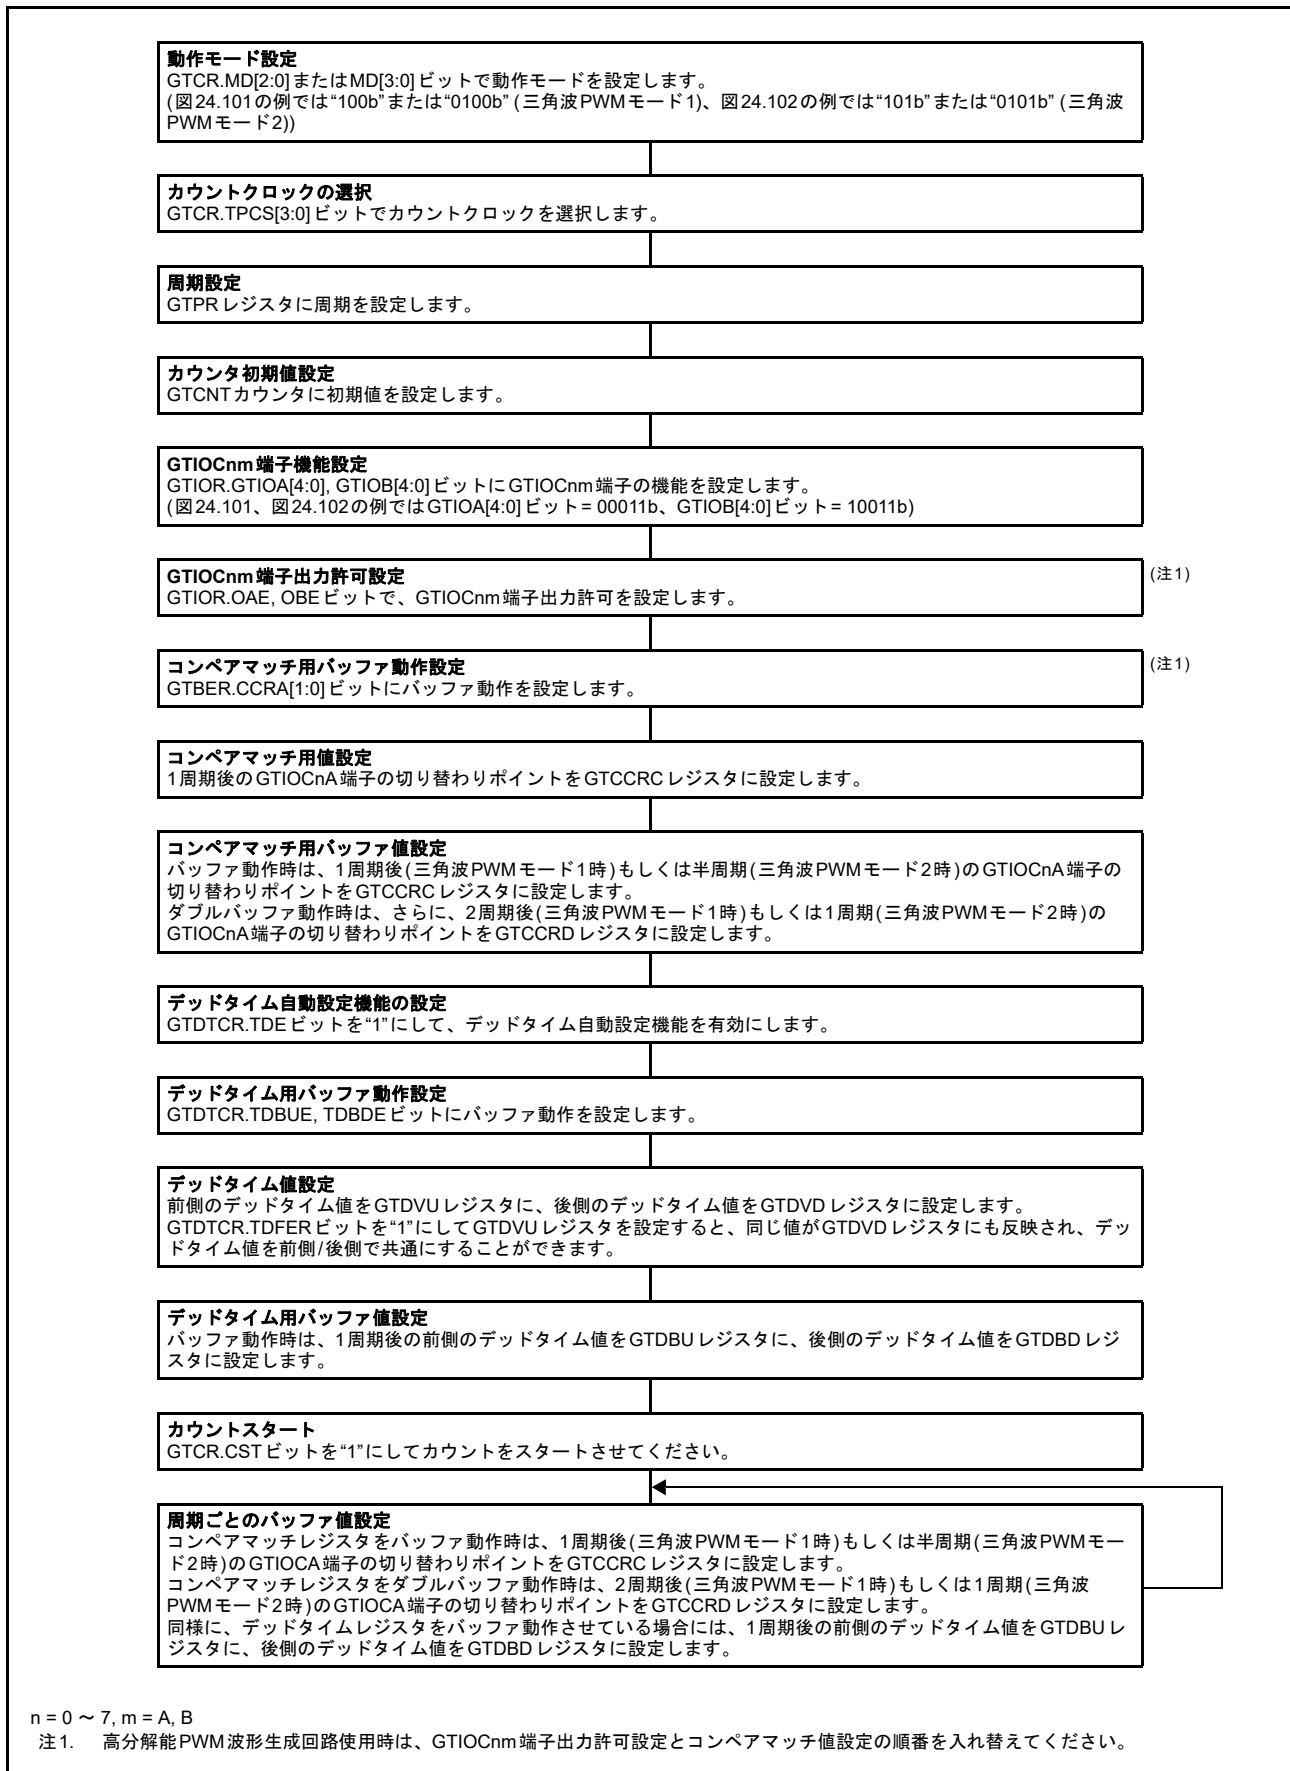 動作モード設定
GTCR.MD[2:0]またはMD[3:0]ビットで動作モードを設定します。
(図24.101の例では“100b”または“0100b” (三角波PWMモード1)、図24.102の例では“101b”または“0101b” (三角波
PWMモード2))
カウントクロックの選択
GTCR.TPCS[3:0]ビットでカウントクロックを選択します。
周期設定
GTPRレジスタに周期を設定します。
カウンタ初期値設定
GTCNTカウンタに初期値を設定します。
GTIOCnm端子機能設定
GTIOR.GTIOA[4:0], GTIOB[4:0]ビットにGTIOCnm端子の機能を設定します。
(図24.101、図24.102の例ではGTIOA[4:0]ビット= 00011b、GTIOB[4:0]ビット= 10011b)
GTIOCnm端子出力許可設定 (注1)
GTIOR.OAE, OBEビットで、GTIOCnm端子出力許可を設定します。
コンペアマッチ用バッファ動作設定 (注1)
GTBER.CCRA[1:0]ビットにバッファ動作を設定します。
コンペアマッチ用値設定
1周期後のGTIOCnA端子の切り替わりポイントをGTCCRCレジスタに設定します。
コンペアマッチ用バッファ値設定
バッファ動作時は、1周期後(三角波PWMモード1時)もしくは半周期(三角波PWMモード2時)のGTIOCnA端子の
切り替わりポイントをGTCCRCレジスタに設定します。
ダブルバッファ動作時は、さらに、2周期後(三角波PWMモード1時)もしくは1周期(三角波PWMモード2時)の
GTIOCnA端子の切り替わりポイントをGTCCRDレジスタに設定します。
デッドタイム自動設定機能の設定
GTDTCR.TDEビットを“1”にして、デッドタイム自動設定機能を有効にします。
デッドタイム用バッファ動作設定
GTDTCR.TDBUE, TDBDEビットにバッファ動作を設定します。
デッドタイム値設定
前側のデッドタイム値をGTDVUレジスタに、後側のデッドタイム値をGTDVDレジスタに設定します。
GTDTCR.TDFERビットを“1”にしてGTDVUレジスタを設定すると、同じ値がGTDVDレジスタにも反映され、デッ
ドタイム値を前側/後側で共通にすることができます。
デッドタイム用バッファ値設定
バッファ動作時は、1周期後の前側のデッドタイム値をGTDBUレジスタに、後側のデッドタイム値をGTDBDレジ
スタに設定します。
カウントスタート
GTCR.CSTビットを“1”にしてカウントをスタートさせてください。
周期ごとのバッファ値設定
コンペアマッチレジスタをバッファ動作時は、1周期後(三角波PWMモード1時)もしくは半周期(三角波PWMモー
ド2時)のGTIOCA端子の切り替わりポイントをGTCCRCレジスタに設定します。
コンペアマッチレジスタをダブルバッファ動作時は、2周期後(三角波PWMモード1時)もしくは1周期(三角波
PWMモード2時)のGTIOCA端子の切り替わりポイントをGTCCRDレジスタに設定します。
同様に、デッドタイムレジスタをバッファ動作させている場合には、1周期後の前側のデッドタイム値をGTDBUレ
ジスタに、後側のデッドタイム値をGTDBDレジスタに設定します。
n = 0 ～ 7, m = A, B
注1. 高分解能PWM波形生成回路使用時は、GTIOCnm端子出力許可設定とコンペアマッチ値設定の順番を入れ替えてください。